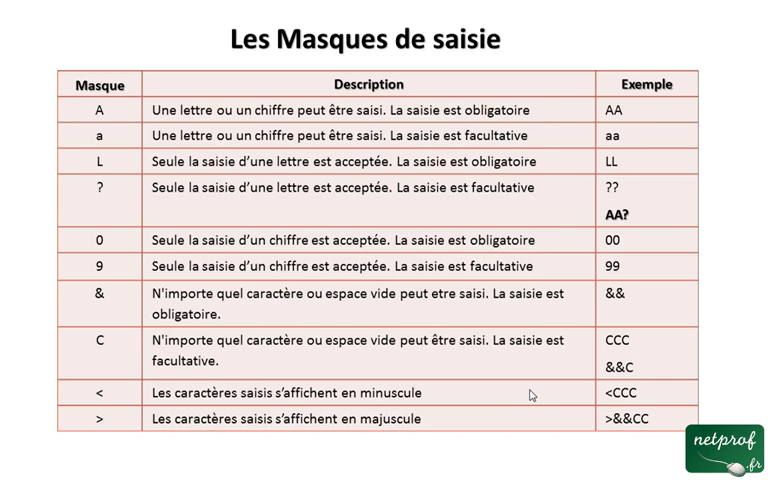 Les Masques de saisie
Masque Description Exemple
A Une lettre ou un chiffre peut être saisi. La saisie est obligatoire AA
a Une lettre ou un chiffre peut être saisi. La saisie est facultative aa
L Seule la saisie d’une lettre est acceptée. La saisie est obligatoire LL
? Seule la saisie d’une lettre est acceptée. La saisie est facultative ??
AA?
0 Seule la saisie d’un chiffre est acceptée. La saisie est obligatoire 00
9 Seule la saisie d’un chiffre est acceptée. La saisie est facultative 99
& N'importe quel caractère ou espace vide peut etre saisi. La saisie est &&
obligatoire.
C N'importe quel caractère ou espace vide peut être saisi. La saisie est CCC
facultative.
&&C
< Les caractères saisis s’affichent en minuscule <CCC
> Les caractères saisis s’affichent en majuscule >&&CC
netprof
.fr